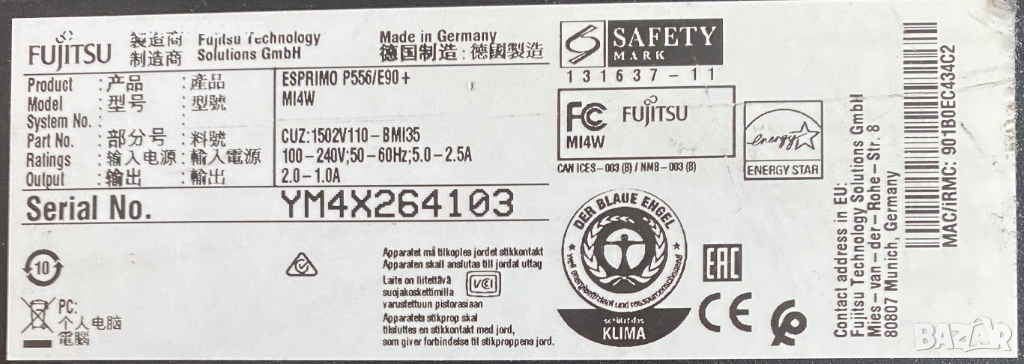 FUJITSU
製造商 Fujitsu Technology
制造商 Solutions GmbH
Made in Germany
德国制造 : 德國製造
Product : 产品 : 產品 ESPRIMO P556/E90+
Model : 型号 : 型號 MI4W
System No. : : :
Part No. : 部分号 : 料號 CUZ:1502V110-BMI35
Ratings : 输入电源 : 輸入電源 100-240V;50-60Hz;5.0-2.5A
Output : 输出 : 輸出 2.0-1.0A
Serial No. YM4X264103
10
PC:
个人电脑
電腦
Apparatet må tilkoples jordet stikkontakt
Apparaten skall anslutas till jordat uttag
Laite on liitettävä
suojakoskettimilla
varustettuun pistorasiaan
VCI
Apparatets stikprop skal
tilsluttes en stikkontakt med jord,
som giver forbindelse til stikproppens jord.
S SAFETY
MARK
131637-11
FC FUJITSU
MI4W
CAN ICES-003 (B) / NMB-003 (B)
energy
ENERGY STAR
DER BLAUE ENGEL
weil energieeffizient und ressourcenschonend
schützt das
KLIMA
EAC
CE
Contact address in EU:
Fujitsu Technology Solutions GmbH
Mies-van-der-Rohe-Str. 8
80807 Munich, Germany
MAC/iRMC: 901B0EC434C2
BAZAR